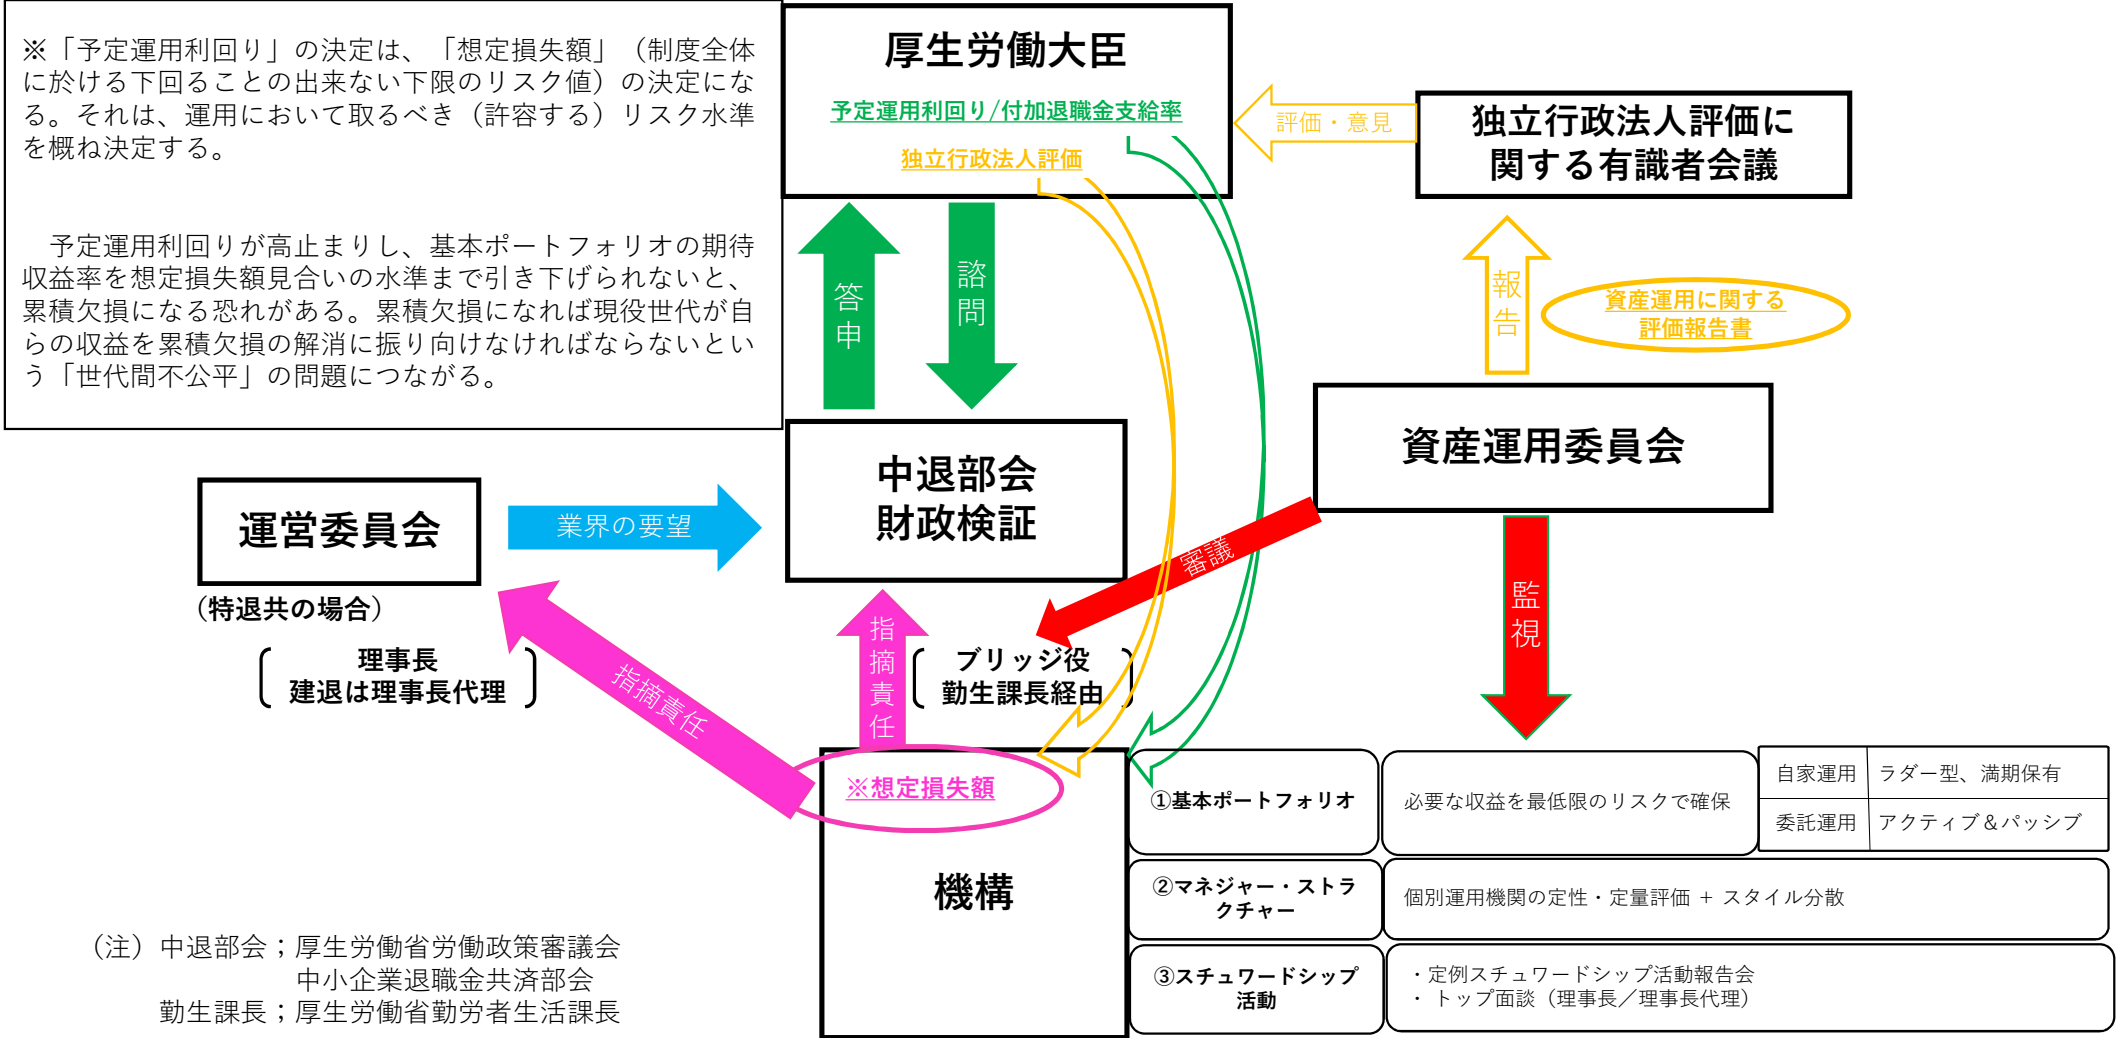 ※「予定運用利回り」の決定は、「想定損失額」（制度全体
に於ける下回ることの出来ない下限のリスク値）の決定にな
る。それは、運用において取るべき（許容する）リスク水準
を概ね決定する。
予定運用利回りが高止まりし、基本ポートフォリオの期待
収益率を想定損失額見合いの水準まで引き下げられないと、
累積欠損になる恐れがある。累積欠損になれば現役世代が自
らの収益を累積欠損の解消に振り向けなければならないとい
う「世代間不公平」の問題につながる。
厚生労働大臣
予定運用利回り/付加退職金支給率
独立行政法人評価
評価・意見
独立行政法人評価に
関する有識者会議
答申
諮問
報告
資産運用に関する
評価報告書
資産運用委員会
中退部会
財政検証
運営委員会
業界の要望
（特退共の場合）
理事長
建退は理事長代理
指摘責任
指摘責任
ブリッジ役
勤生課長経由
審議
監視
※想定損失額
機構
①基本ポートフォリオ
必要な収益を最低限のリスクで確保
自家運用 ラダー型、満期保有
委託運用 アクティブ＆パッシブ
②マネジャー・ストラ
クチャー
個別運用機関の定性・定量評価 + スタイル分散
③スチュワードシップ
活動
・定例スチュワードシップ活動報告会
・トップ面談（理事長／理事長代理）
（注）中退部会；厚生労働省労働政策審議会
中小企業退職金共済部会
勤生課長；厚生労働省勤労者生活課長